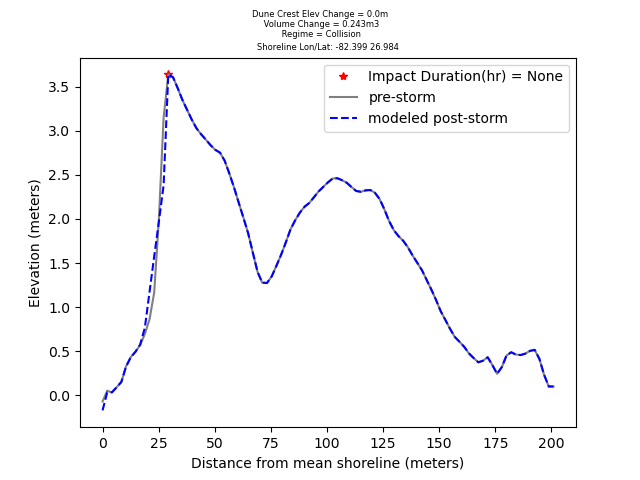 Dune Crest Elev Change = 0.0m
Volume Change = 0.243m3
Regime = Collision
Shoreline Lon/Lat: -82.399 26.984
Impact Duration(hr) = None
pre-storm
modeled post-storm
Elevation (meters)
3.5
3.0
2.5
2.0
1.5
1.0
0.5
0.0
0 25 50 75 100 125 150 175 200
Distance from mean shoreline (meters)